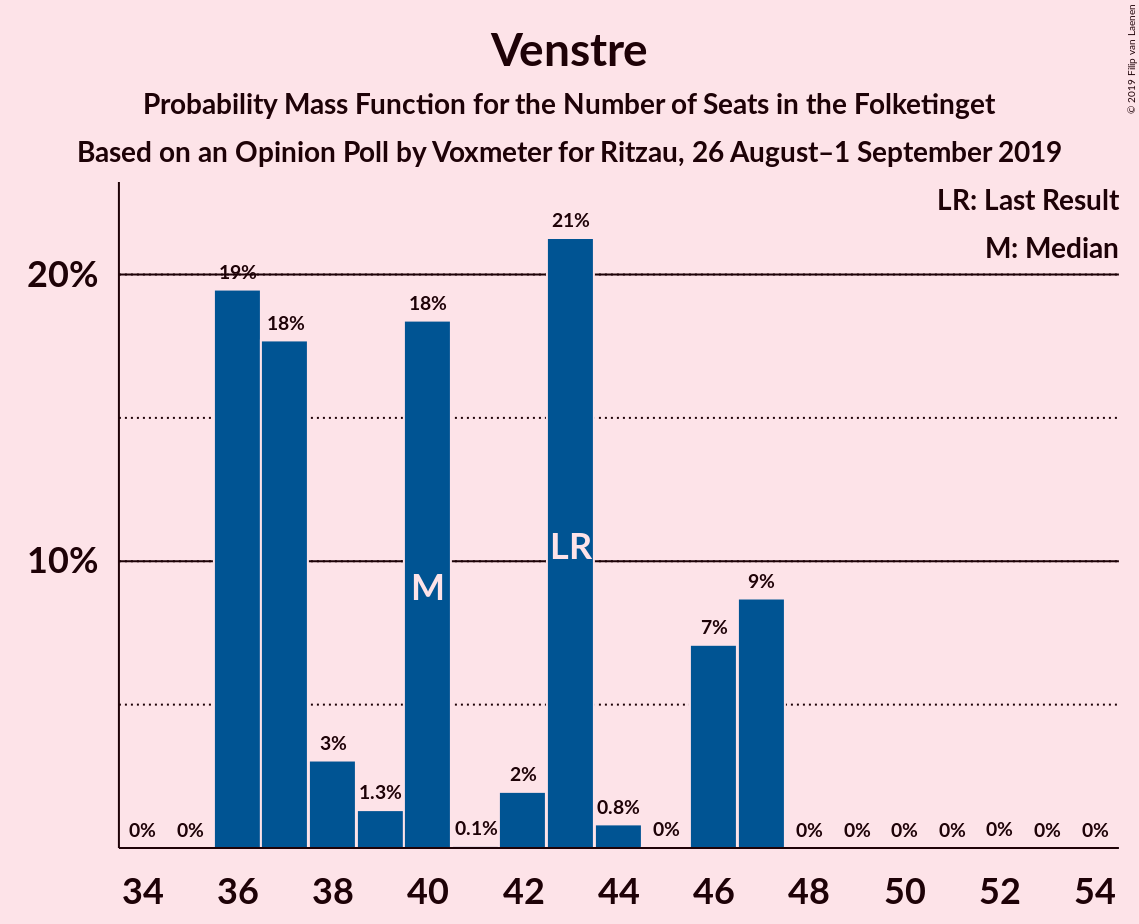 Venstre
Probability Mass Function for the Number of Seats in the Folketinget
Based on an Opinion Poll by Voxmeter for Ritzau, 26 August–1 September 2019
© 2019 Filip van Laenen
LR: Last Result
M: Median
20%
10%
0%
0%
19%
18%
3%
1.3%
18%
0.1%
2%
21%
0.8%
0%
7%
9%
0%
0%
0%
0%
0%
0%
0%
M
LR
34 36 38 40 42 44 46 48 50 52 54